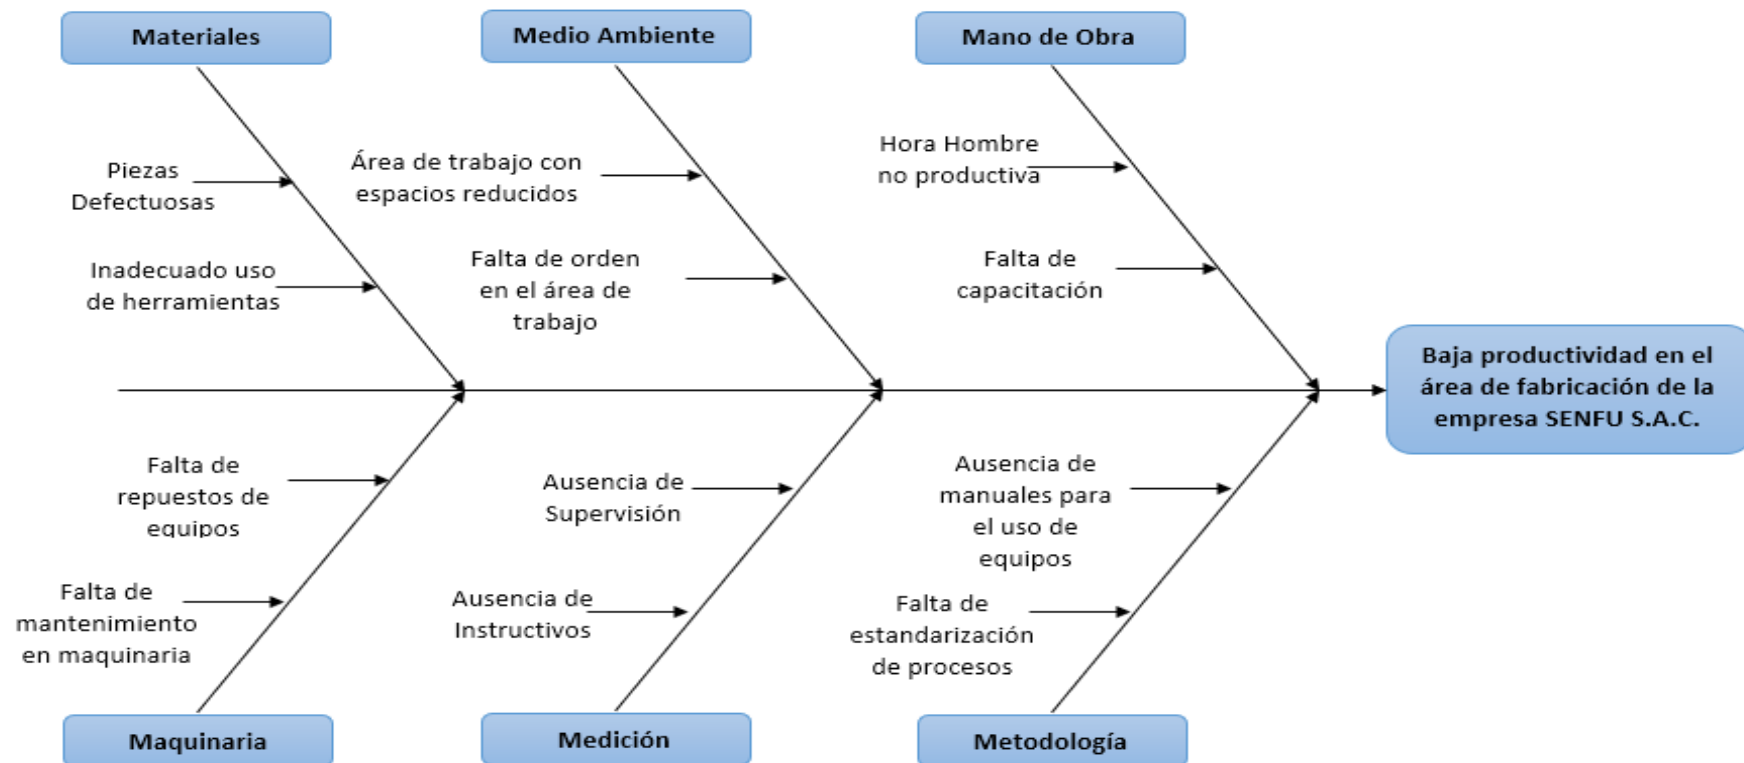 Materiales
Medio Ambiente
Mano de Obra
Piezas
Defectuosas
Inadecuado uso
de herramientas
Área de trabajo con
espacios reducidos
Falta de orden
en el área de
trabajo
Hora Hombre
no productiva
Falta de
capacitación
Baja productividad en el
área de fabricación de la
empresa SENFU S.A.C.
Falta de
repuestos de
equipos
Falta de
mantenimiento
en maquinaria
Ausencia de
Supervisión
Ausencia de
Instructivos
Ausencia de
manuales para
el uso de
equipos
Falta de
estandarización
de procesos
Maquinaria
Medición
Metodología